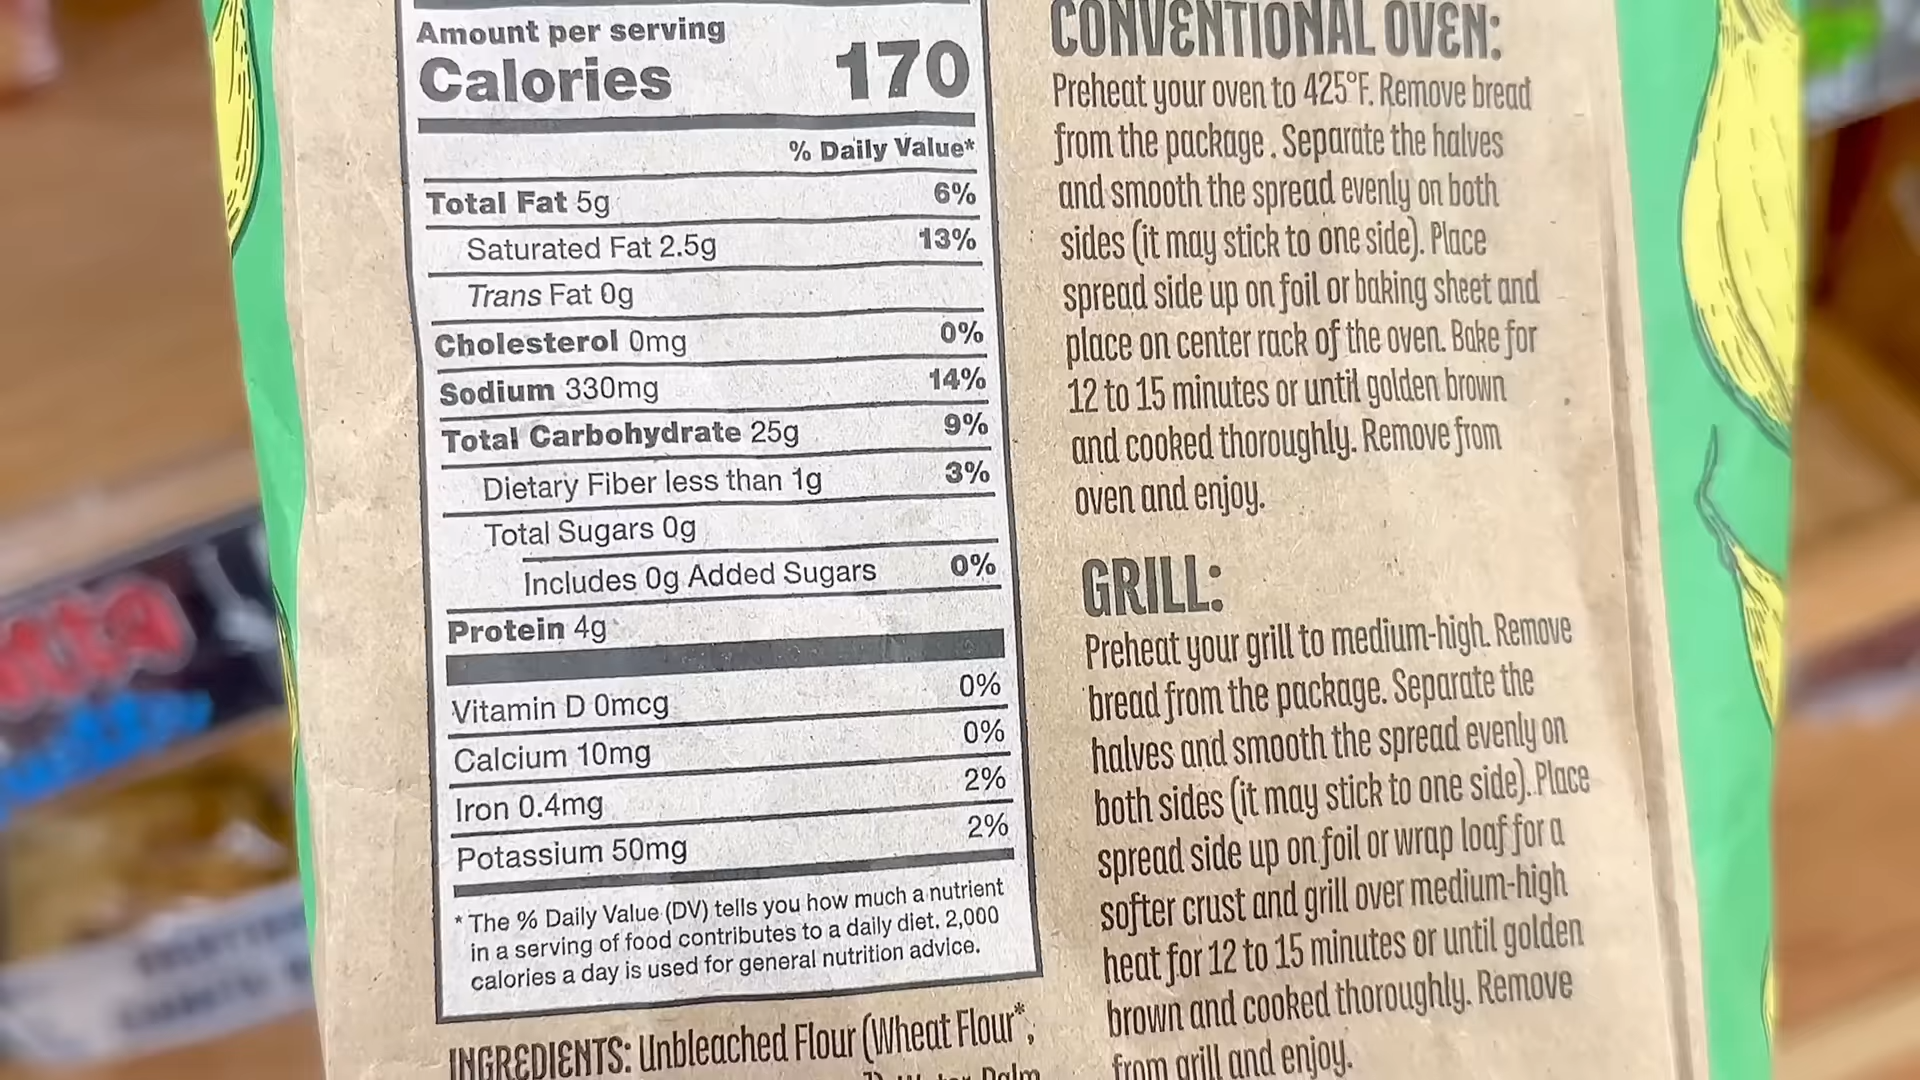 Amount per serving
Calories 170
% Daily Value*
Total Fat 5g 6%
Saturated Fat 2.5g 13%
Trans Fat 0g
Cholesterol 0mg 0%
Sodium 330mg 14%
Total Carbohydrate 25g 9%
Dietary Fiber less than 1g 3%
Total Sugars 0g
Includes 0g Added Sugars 0%
Protein 4g
Vitamin D 0mcg 0%
Calcium 10mg 0%
Iron 0.4mg 2%
Potassium 50mg 2%
* The % Daily Value (DV) tells you how much a nutrient
in a serving of food contributes to a daily diet. 2,000
calories a day is used for general nutrition advice.
INGREDIENTS: Unbleached Flour (Wheat Flour*,
CONVENTIONAL OVEN:
Preheat your oven to 425°F. Remove bread
from the package. Separate the halves
and smooth the spread evenly on both
sides (it may stick to one side). Place
spread side up on foil or baking sheet and
place on center rack of the oven. Bake for
12 to 15 minutes or until golden brown
and cooked thoroughly. Remove from
oven and enjoy.
GRILL:
Preheat your grill to medium-high. Remove
bread from the package. Separate the
halves and smooth the spread evenly on
both sides (it may stick to one side). Place
spread side up on foil or wrap loaf for a
softer crust and grill over medium-high
heat for 12 to 15 minutes or until golden
brown and cooked thoroughly. Remove
from grill and enjoy.